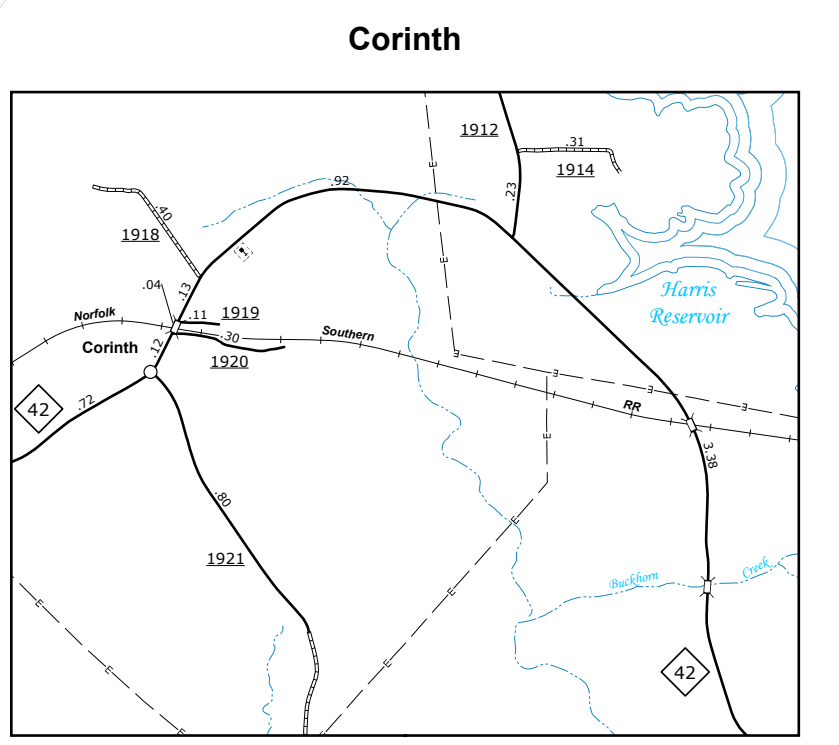 Corinth
1912
.31
1914
.92
.23
.40
1918
.04
.13
Harris
Reservoir
.11
1919
Norfolk
.30
Southern
Corinth
.12
1920
42
.72
RR
3.38
.80
1921
Buckhorn
Creek
42
E
E
E
E
E
E
E
E
E
E
E
E
E